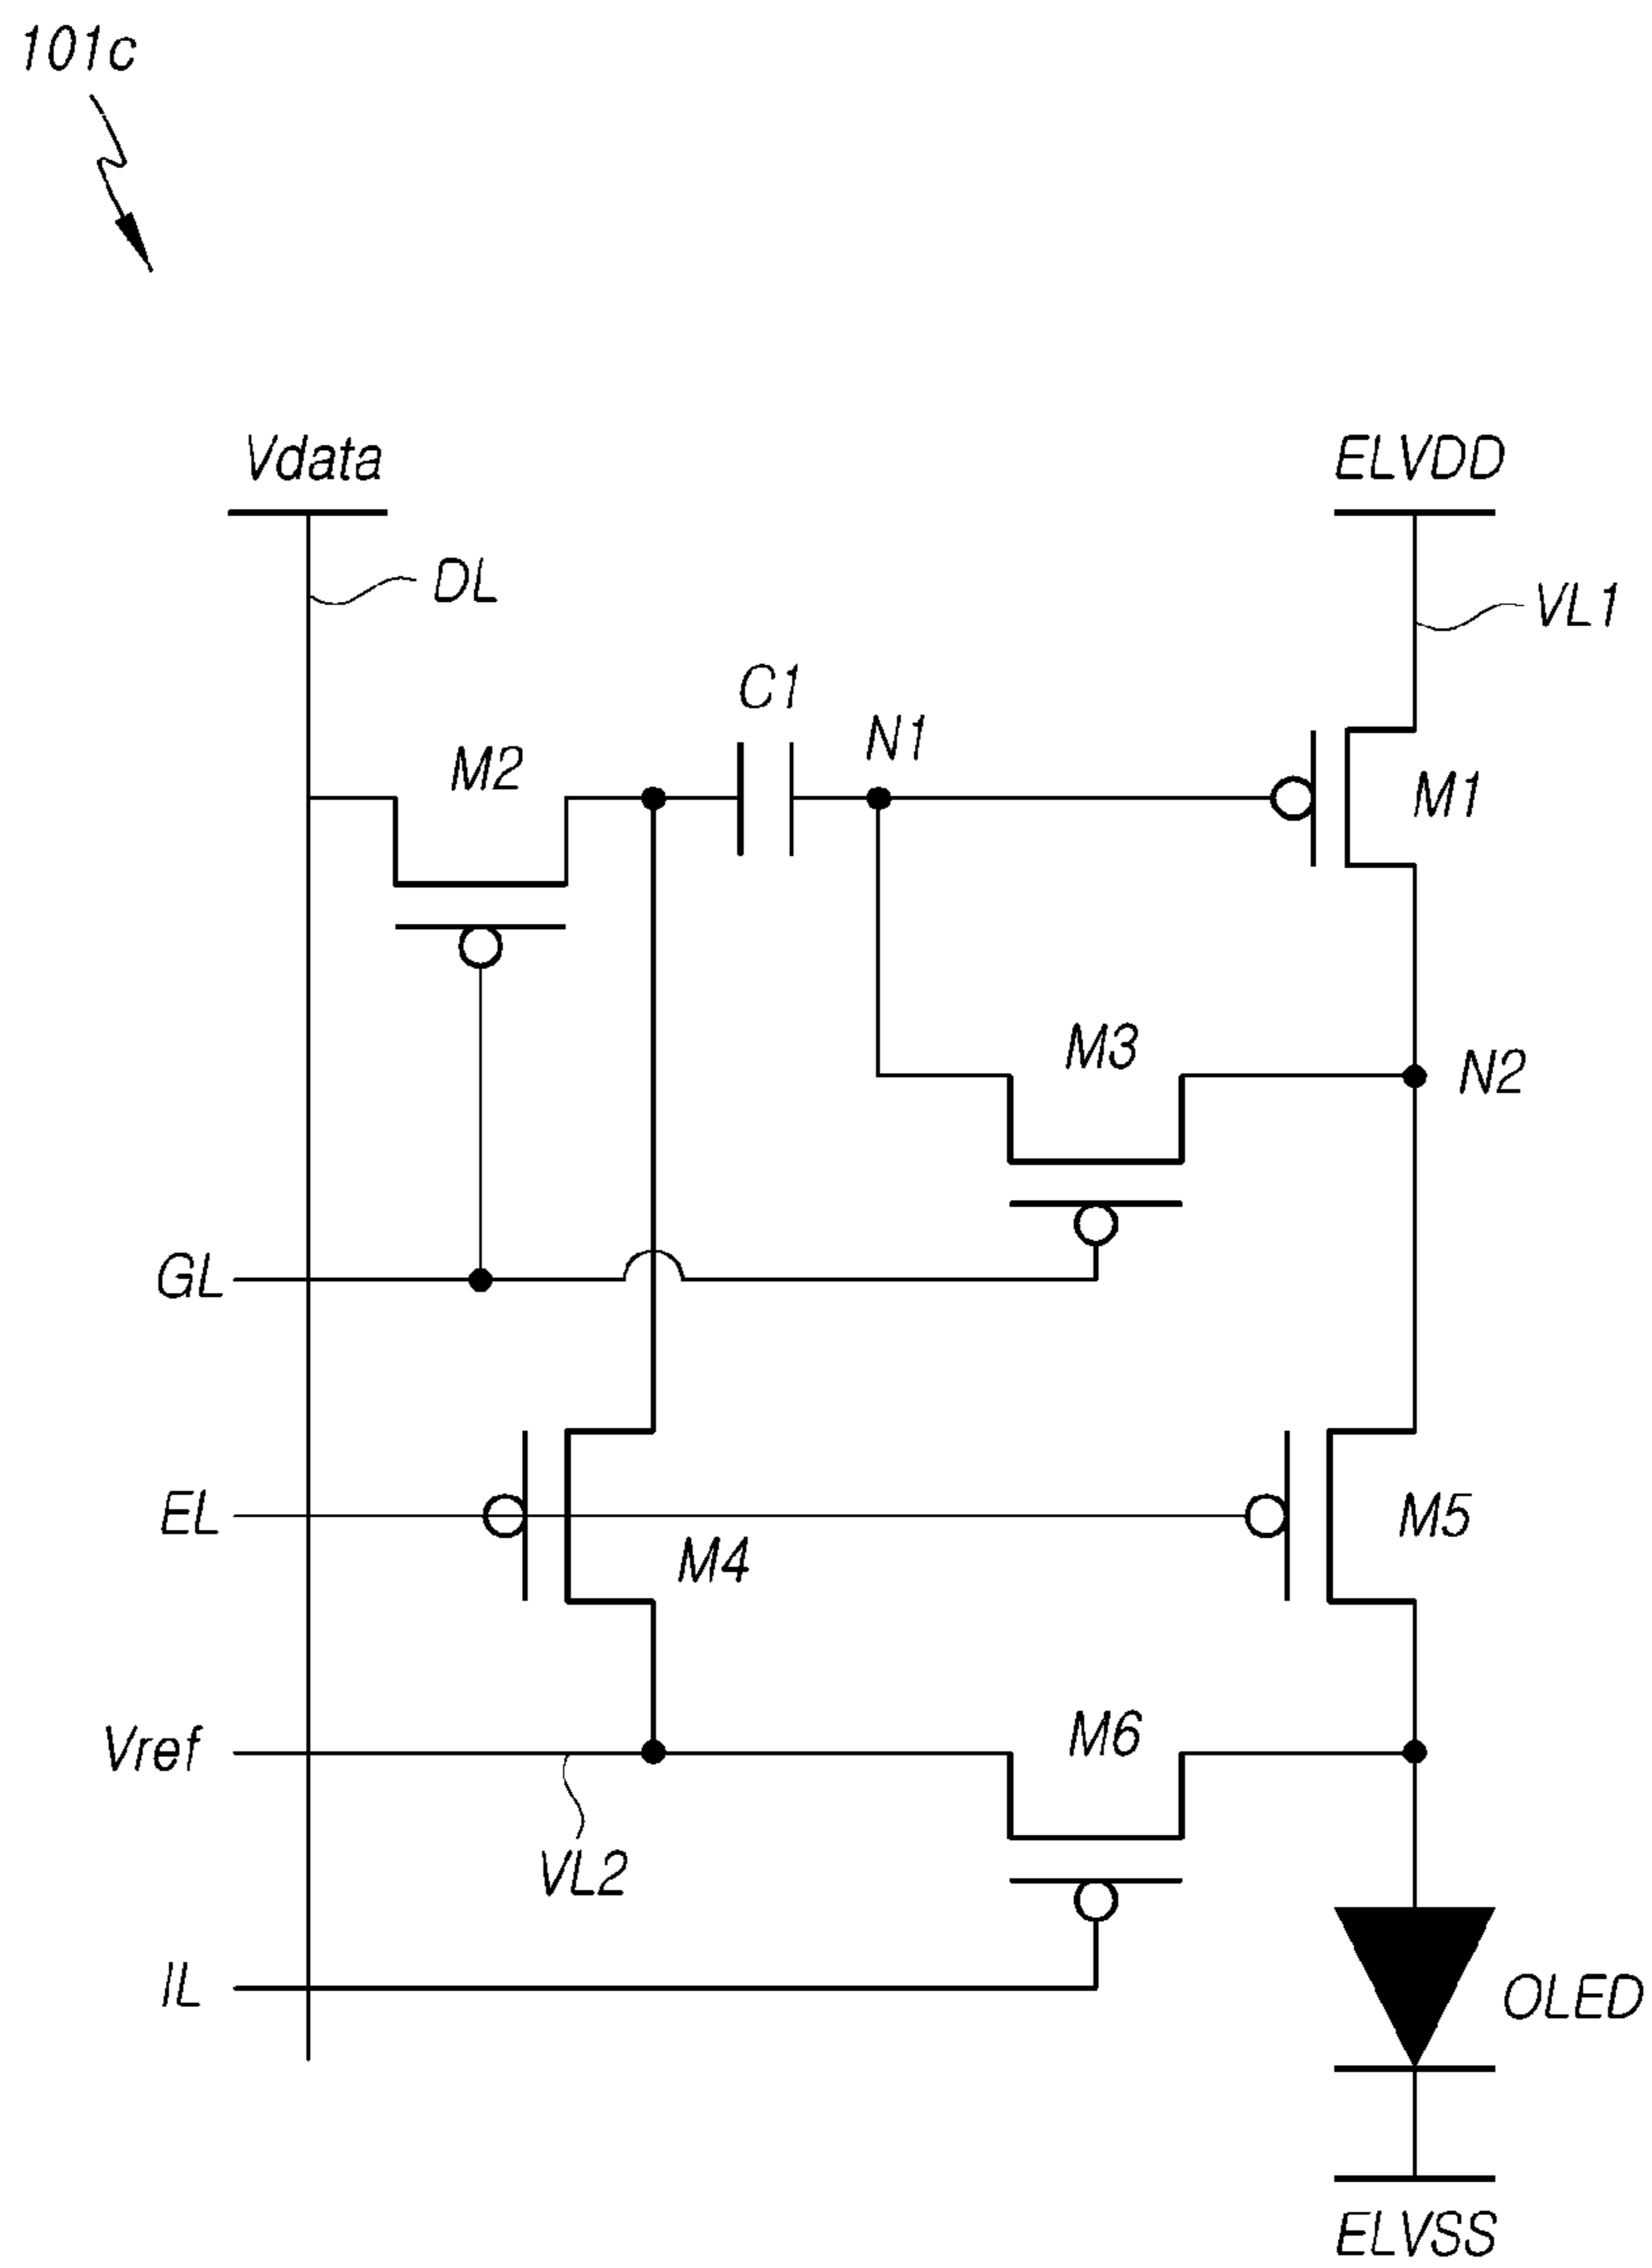 101c
Vdata
ELVDD
DL
VL1
C1
N1
M2
M1
M3
N2
GL
EL
M5
M4
Vref
M6
VL2
IL
OLED
ELVSS